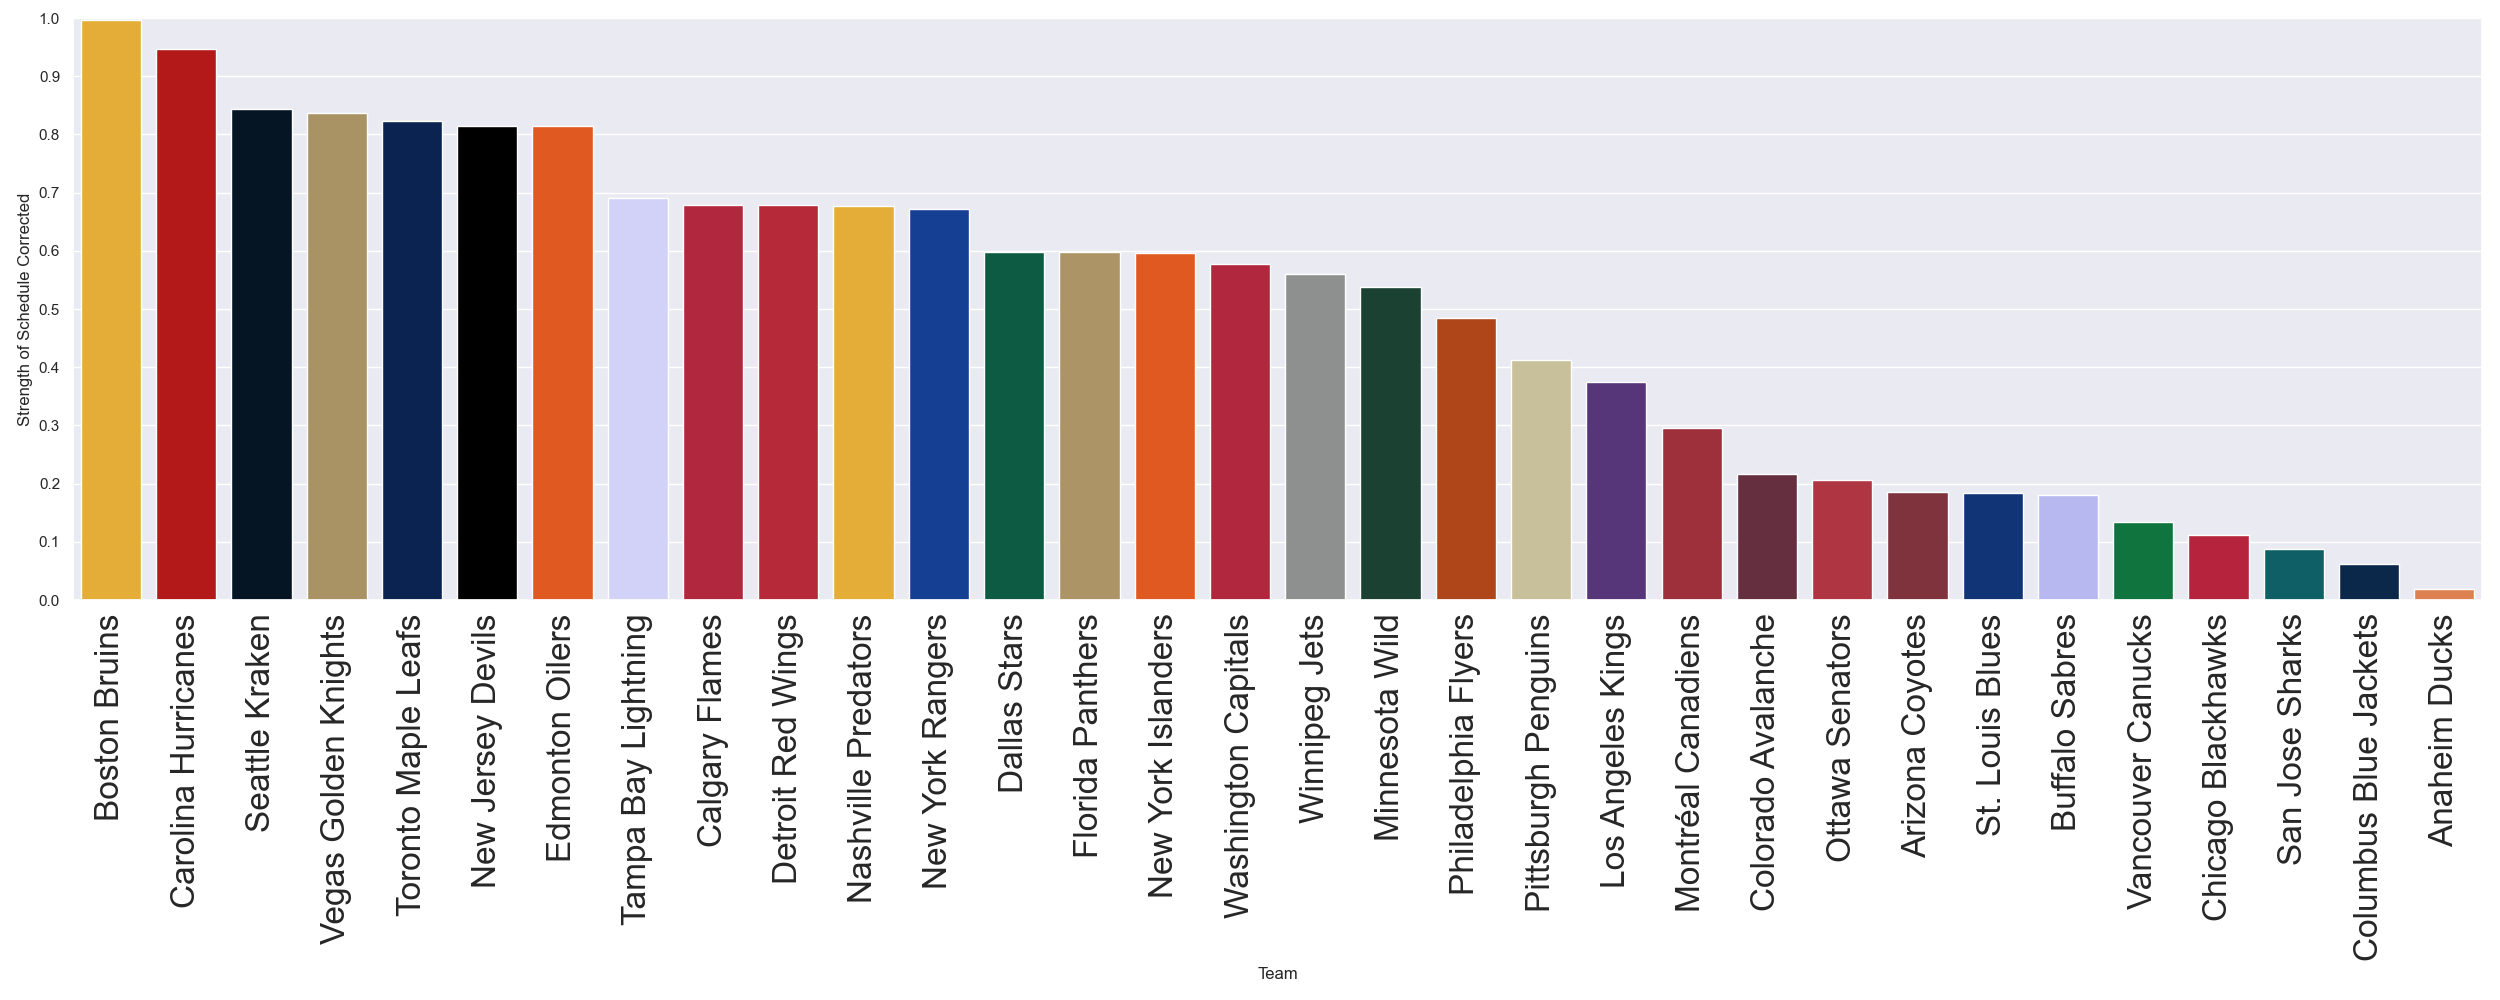 1.0
0.9
0.8
0.7
0.6
0.5
0.4
0.3
0.2
0.1
0.0
Strength of Schedule Corrected
Boston Bruins
Carolina Hurricanes
Seattle Kraken
Vegas Golden Knights
Toronto Maple Leafs
New Jersey Devils
Edmonton Oilers
Tampa Bay Lightning
Calgary Flames
Detroit Red Wings
Nashville Predators
New York Rangers
Dallas Stars
Florida Panthers
New York Islanders
Washington Capitals
Winnipeg Jets
Minnesota Wild
Philadelphia Flyers
Pittsburgh Penguins
Los Angeles Kings
Montréal Canadiens
Colorado Avalanche
Ottawa Senators
Arizona Coyotes
St. Louis Blues
Buffalo Sabres
Vancouver Canucks
Chicago Blackhawks
San Jose Sharks
Columbus Blue Jackets
Anaheim Ducks
Team